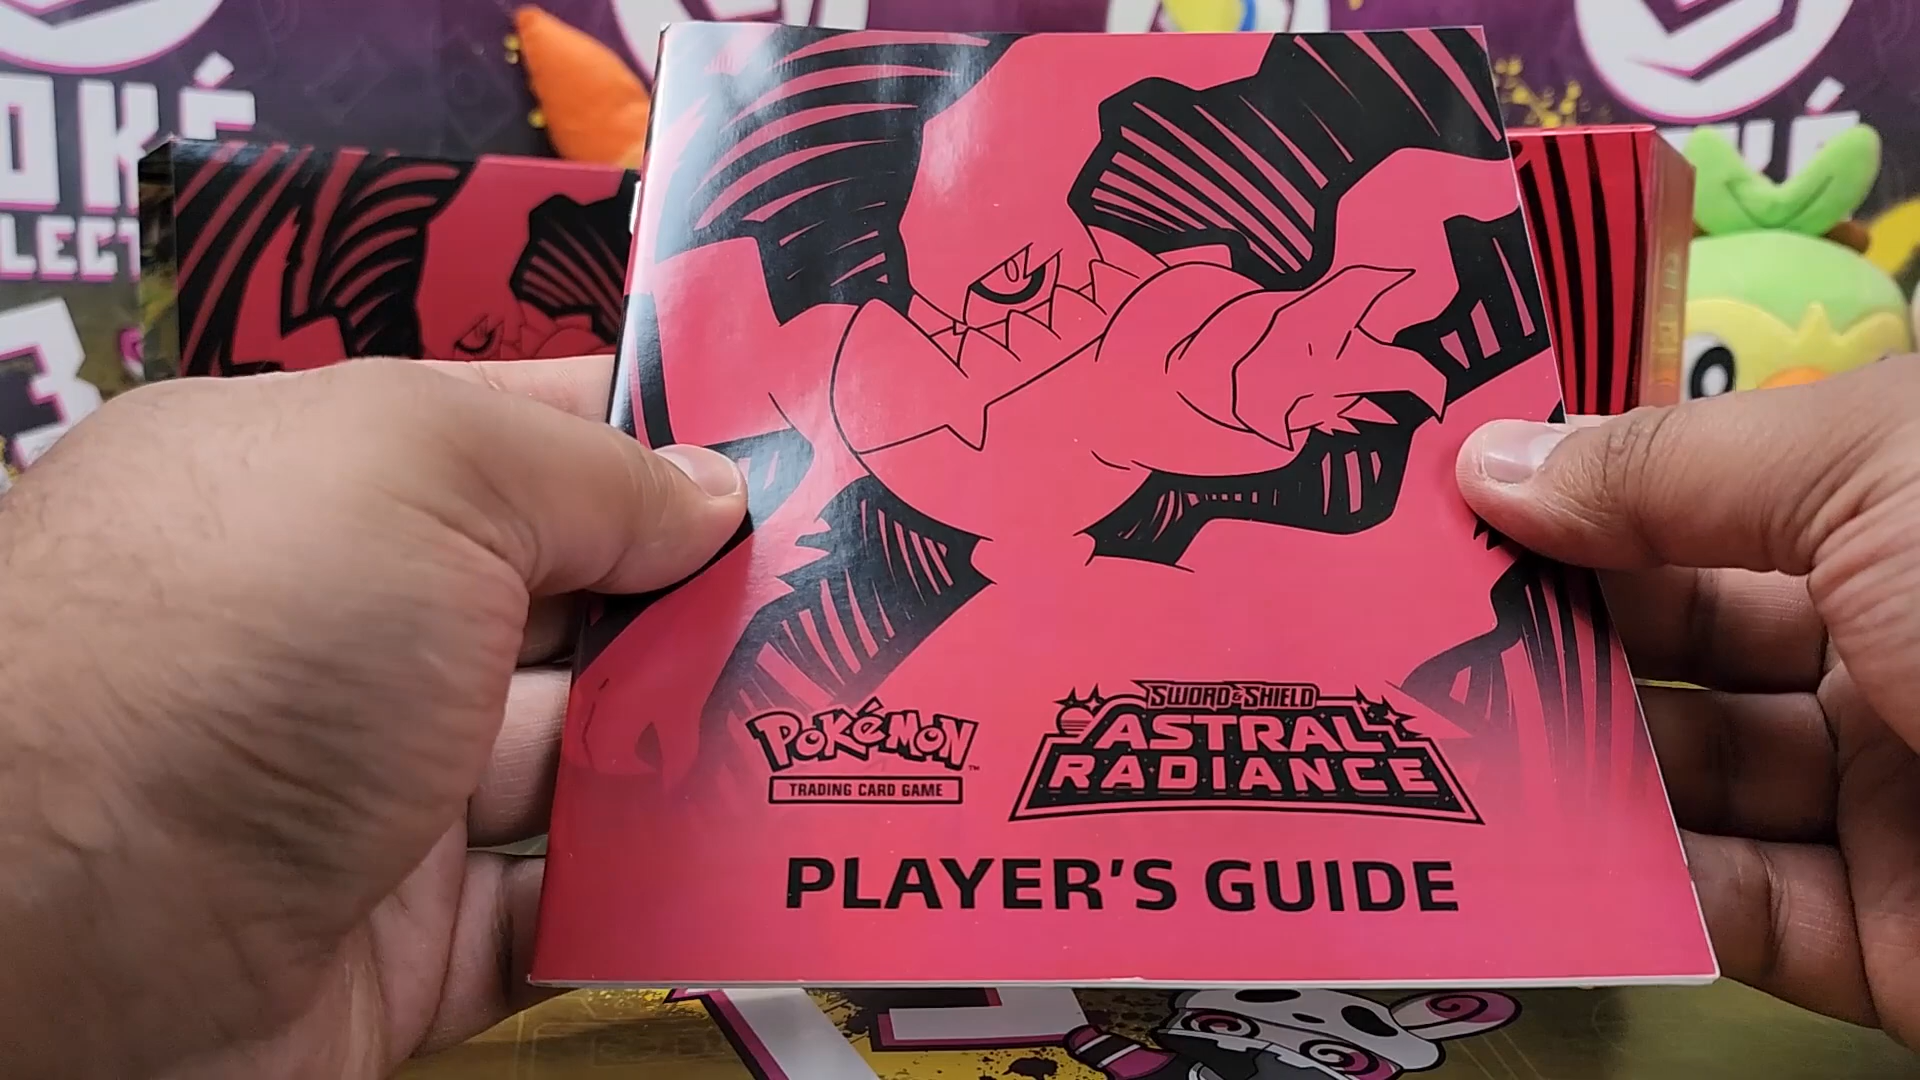 SWORD & SHIELD
ASTRAL
RADIANCE
POKéMON
TRADING CARD GAME
PLAYER'S GUIDE